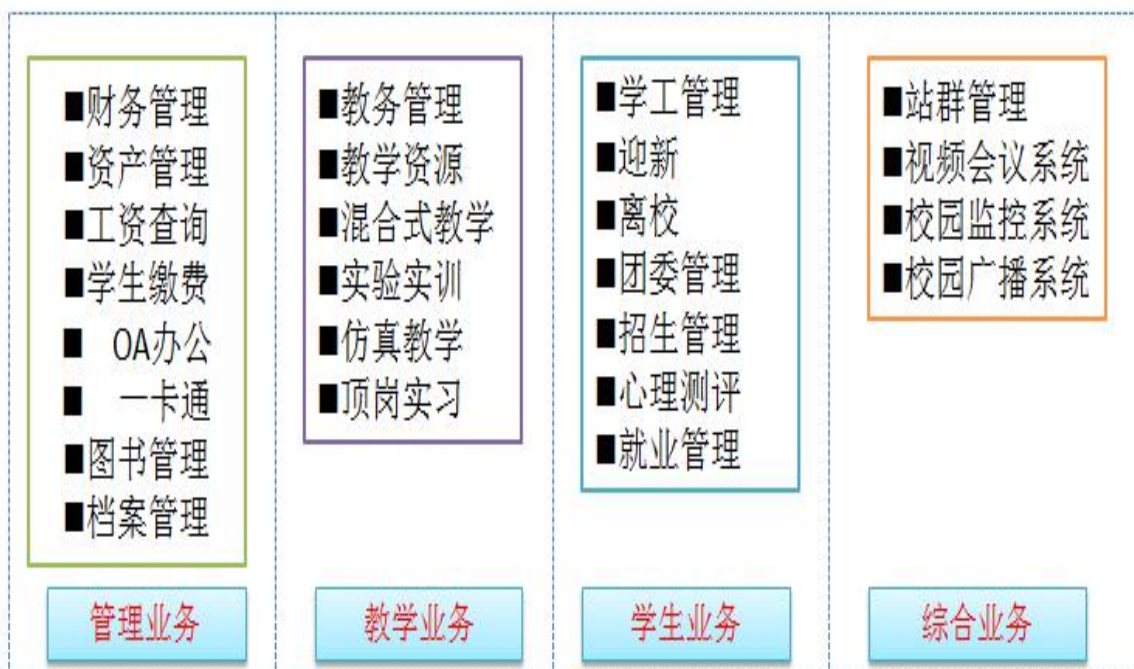 ■财务管理
■资产管理
■工资查询
■学生缴费
■ OA办公
■ 一卡通
■图书管理
■档案管理
管理业务
■教务管理
■教学资源
■混合式教学
■实验实训
■仿真教学
■顶岗实习
教学业务
■学工管理
■迎新
■离校
■团委管理
■招生管理
■心理测评
■就业管理
学生业务
■站群管理
■视频会议系统
■校园监控系统
■校园广播系统
综合业务